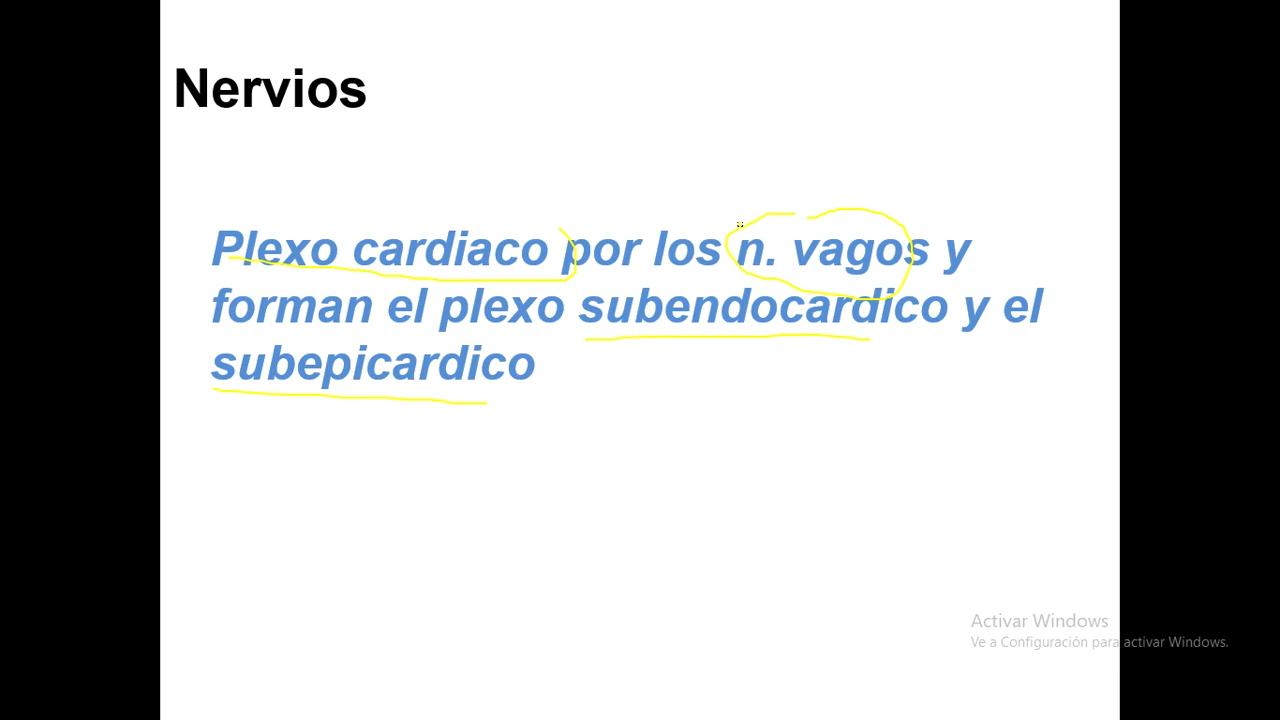 Nervios
Plexo cardiaco por los n. vagos y
forman el plexo subendocardico y el
subepicardico
Activar Windows
Ve a Configuración para activar Windows.